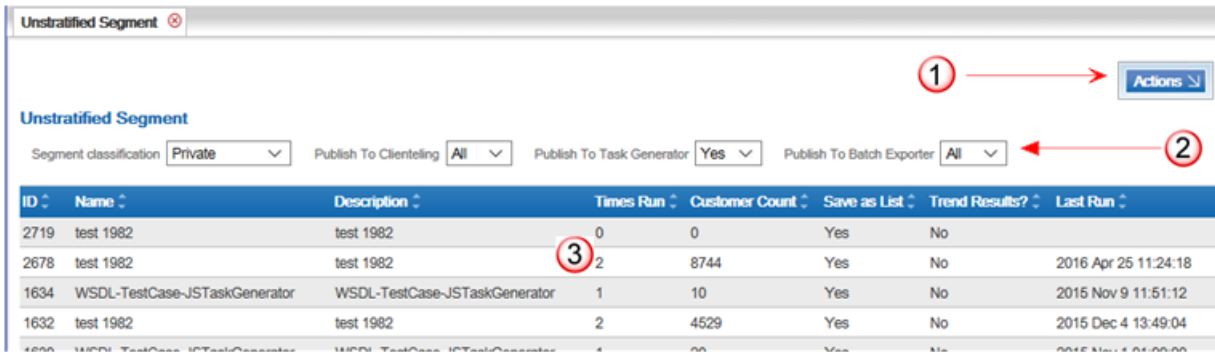 Unstratified Segment
1
Actions
Unstratified Segment
Segment classification Private Publish To Clienteling All Publish To Task Generator Yes Publish To Batch Exporter All
2
ID Name Description Times Run Customer Count Save as List Trend Results? Last Run
2719 test 1982 test 1982 0 0 Yes No
3
2678 test 1982 test 1982 2 8744 Yes No 2016 Apr 25 11:24:18
1634 WSDL-TestCase-JSTaskGenerator WSDL-TestCase-JSTaskGenerator 1 10 Yes No 2015 Nov 9 11:51:12
1632 test 1982 test 1982 2 4529 Yes No 2015 Dec 4 13:49:04